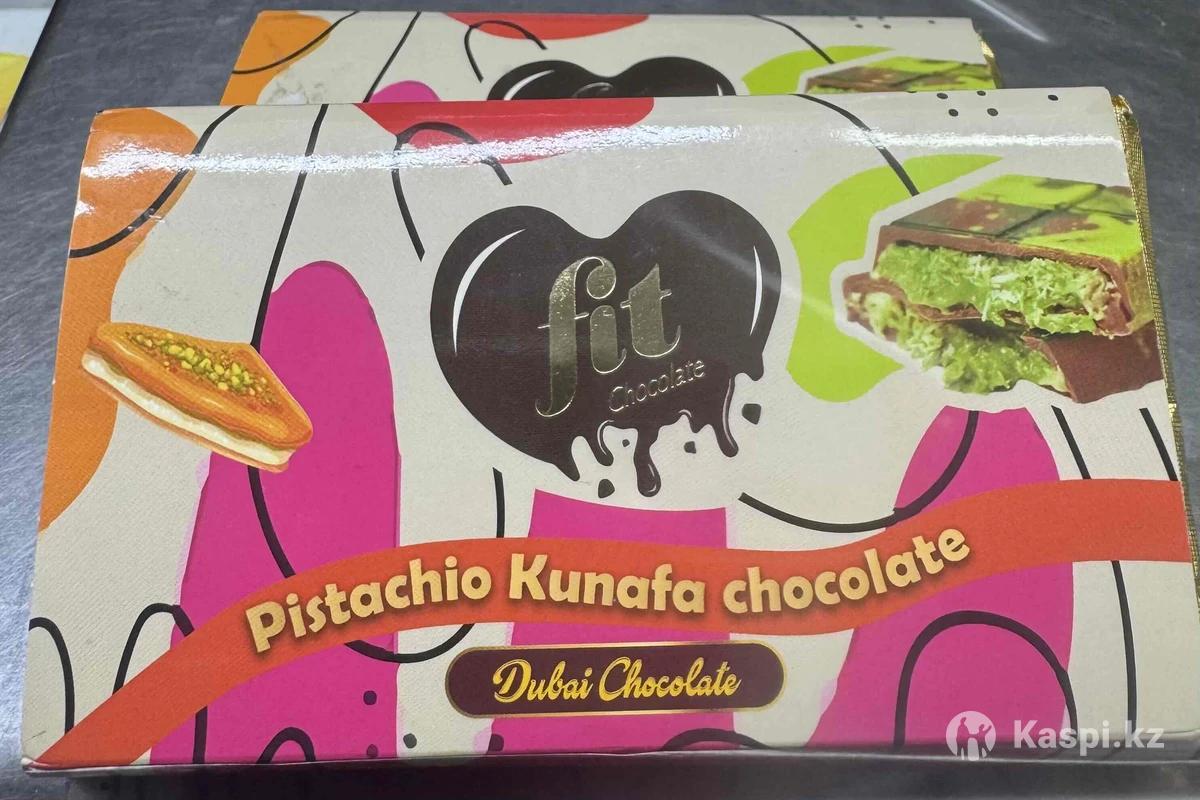 fit
Chocolate
Pistachio Kunafa chocolate
Dubai Chocolate
Kaspi.kz